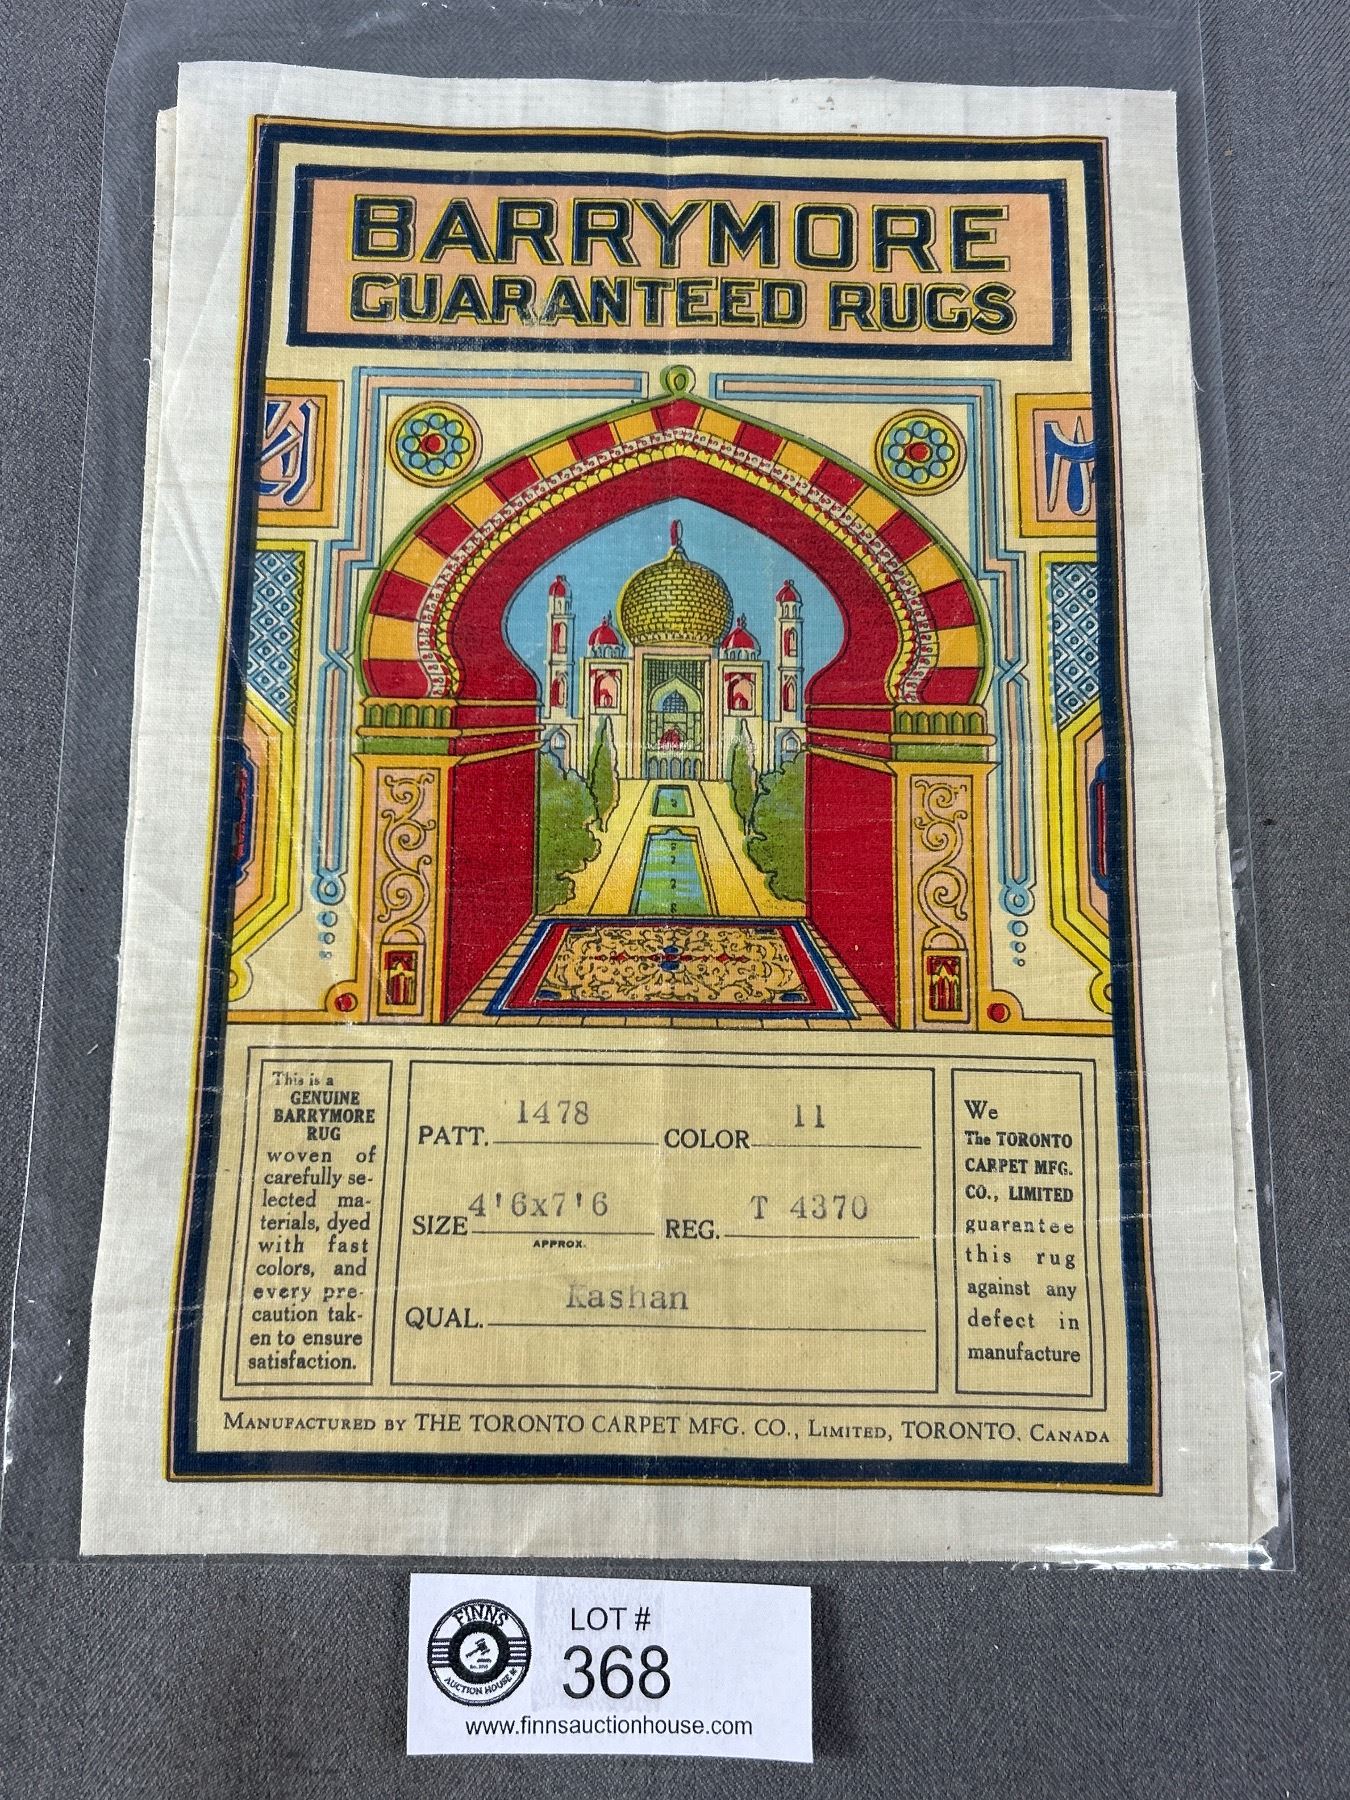 BARRYMORE
GUARANTEED RUGS
This is a
GENUINE
BARRYMORE
RUG
woven of
carefully se-
lected ma-
terials, dyed
with fast
colors, and
every pre-
caution tak-
en to ensure
satisfaction.
PATT. 1478 COLOR 11
SIZE 4'6x7'6 REG. T 4370
APPROX.
QUAL. Kashan
We
The TORONTO
CARPET MFG.
CO., LIMITED
guarantee
this rug
against any
defect in
manufacture
MANUFACTURED BY THE TORONTO CARPET MFG. CO., LIMITED, TORONTO. CANADA
FINNS
AUCTION HOUSE
LOT #
368
www.finnsauctionhouse.com